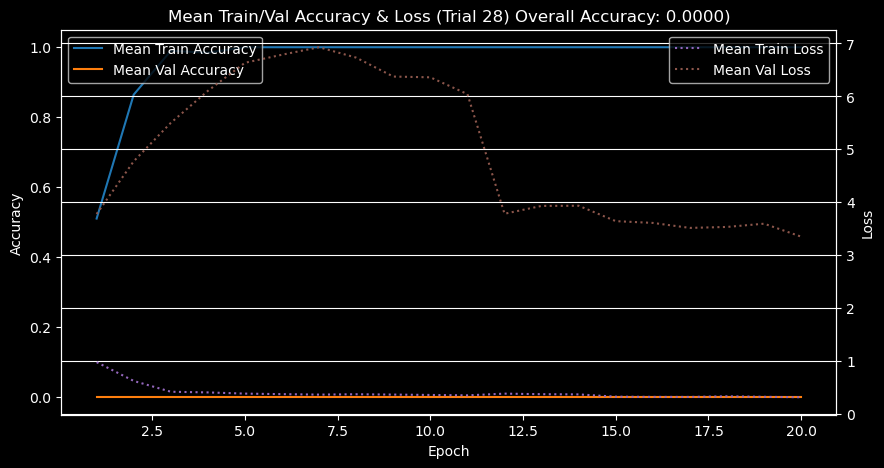 Mean Train/Val Accuracy & Loss (Trial 28) Overall Accuracy: 0.0000)
Mean Train Accuracy
Mean Val Accuracy
Mean Train Loss
Mean Val Loss
1.0
0.8
0.6
0.4
0.2
0.0
Accuracy
7
6
5
4
3
2
1
0
Loss
2.5 5.0 7.5 10.0 12.5 15.0 17.5 20.0
Epoch